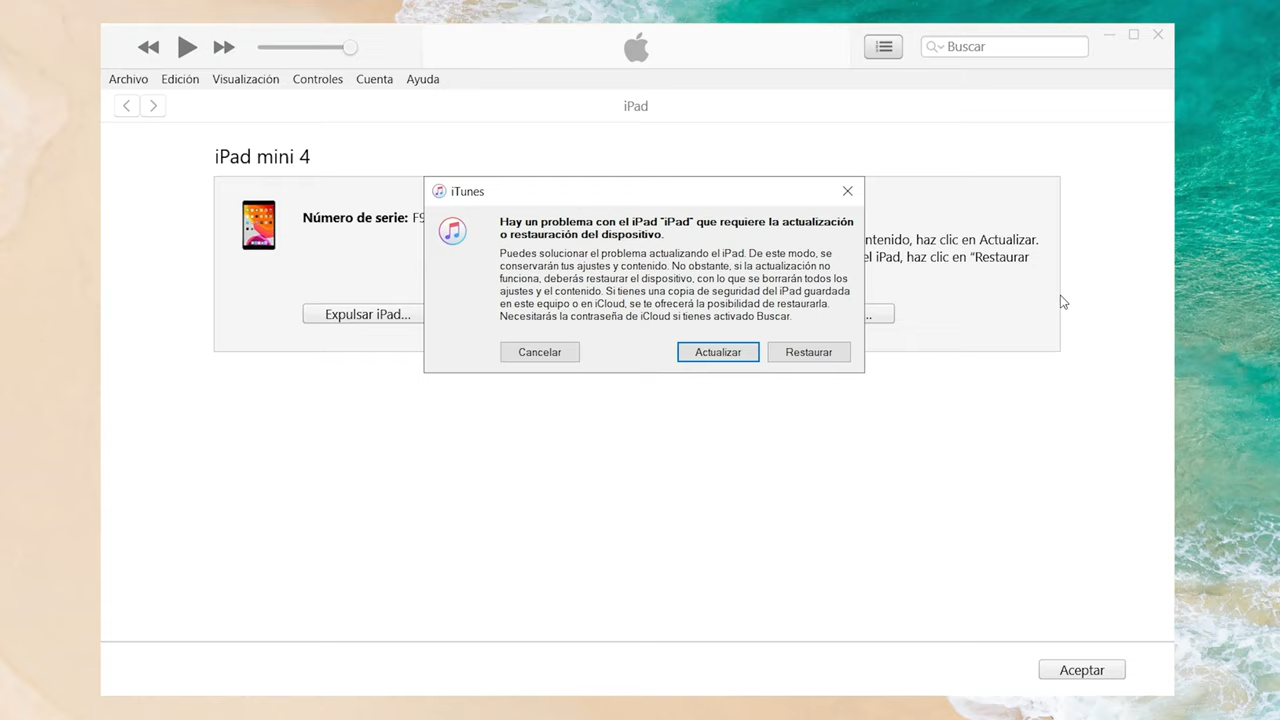 Buscar
Archivo Edición Visualización Controles Cuenta Ayuda
iPad
iPad mini 4
Número de serie: F9
iTunes
Hay un problema con el iPad "iPad" que requiere la actualización
o restauración del dispositivo.
Puedes solucionar el problema actualizando el iPad. De este modo, se
conservarán tus ajustes y contenido. No obstante, si la actualización no
funciona, deberás restaurar el dispositivo, con lo que se borrarán todos los
ajustes y el contenido. Si tienes una copia de seguridad del iPad guardada
en este equipo o en iCloud, se te ofrecerá la posibilidad de restaurarla.
Necesitarás la contraseña de iCloud si tienes activado Buscar.
Cancelar Actualizar Restaurar
ntenido, haz clic en Actualizar.
el iPad, haz clic en “Restaurar
Expulsar iPad...
...
Aceptar